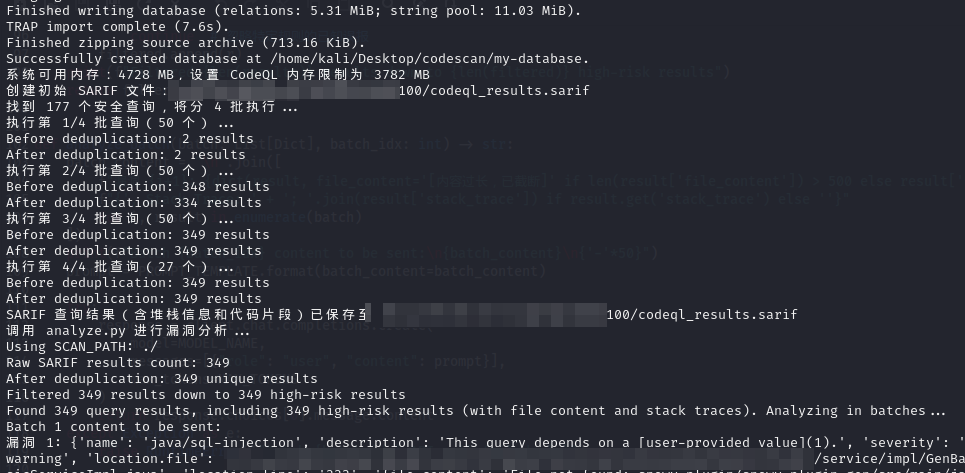 Finished writing database (relations: 5.31 MiB; string pool: 11.03 MiB).
TRAP import complete (7.6s).
Finished zipping source archive (713.16 KiB).
Successfully created database at /home/kali/Desktop/codescan/my-database.
系统可用内存：4728 MB，设置 CodeQL 内存限制为 3782 MB
创建初始 SARIF 文件： 100/codeql_results.sarif
找到 177 个安全查询，将分 4 批执行 ...
执行第 1/4 批查询（50 个）...
Before deduplication: 2 results
After deduplication: 2 results
执行第 2/4 批查询（50 个）...
Before deduplication: 348 results
After deduplication: 334 results
执行第 3/4 批查询（50 个）...
Before deduplication: 349 results
After deduplication: 349 results
执行第 4/4 批查询（27 个）...
Before deduplication: 349 results
After deduplication: 349 results
SARIF 查询结果（含堆栈信息和代码片段）已保存至 100/codeql_results.sarif
调用 analyze.py 进行漏洞分析 ...
Using SCAN_PATH: ./
Raw SARIF results count: 349
After deduplication: 349 unique results
Filtered 349 results down to 349 high-risk results
Found 349 query results, including 349 high-risk results (with file content and stack traces). Analyzing in batches ...
Batch 1 content to be sent:
漏洞 1: {'name': 'java/sql-injection', 'description': 'This query depends on a [user-provided value](1).', 'severity': '
warning', 'location.file': /service/impl/GenBa